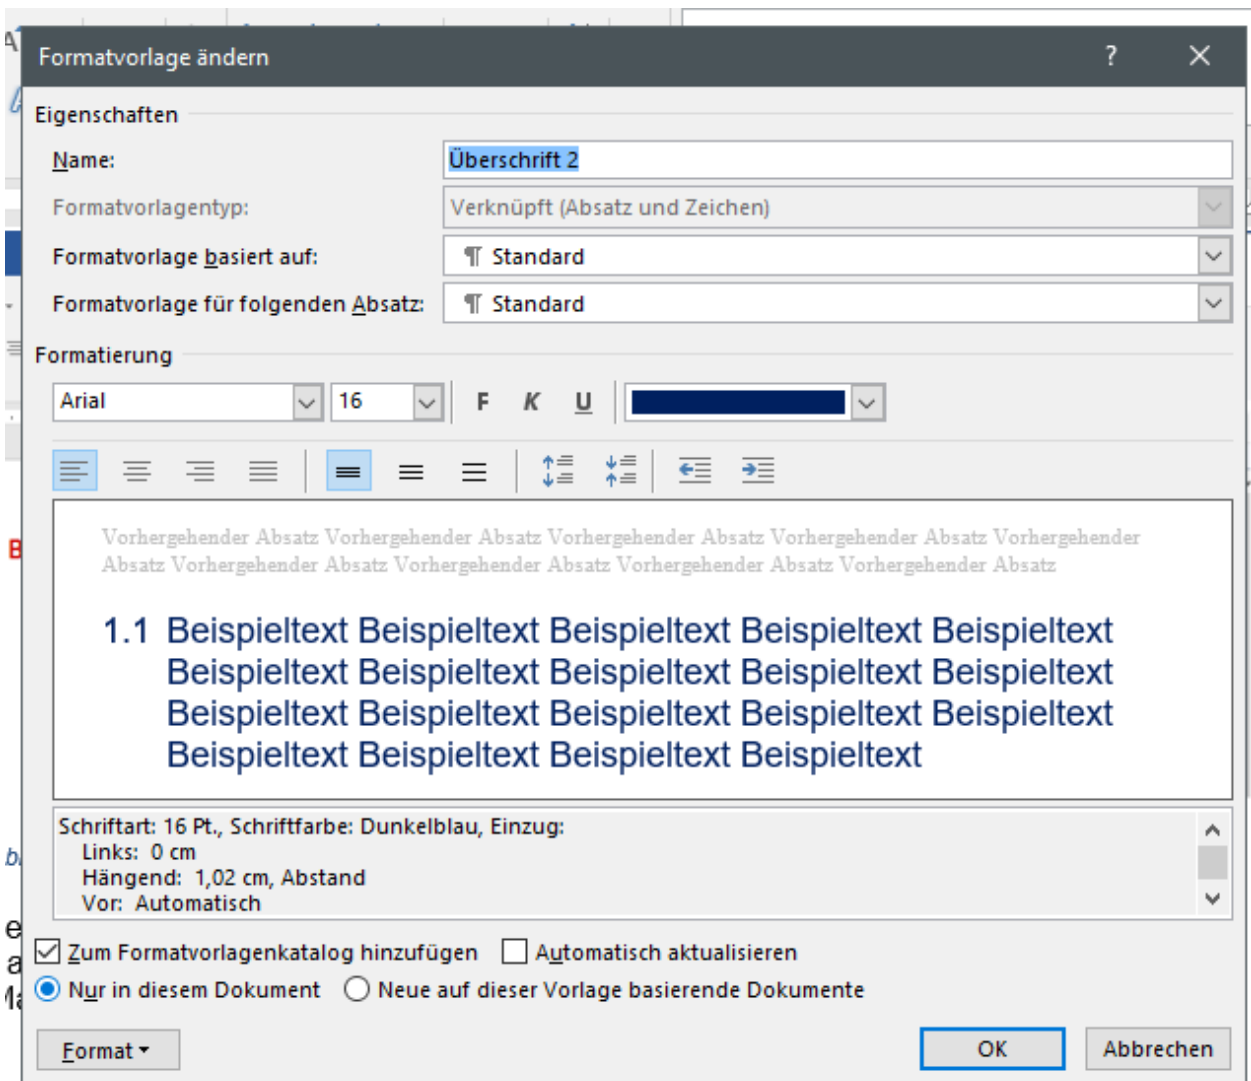 Formatvorlage ändern ?
Eigenschaften
Name: Überschrift 2
Formatvorlagentyp: Verknüpft (Absatz und Zeichen)
Formatvorlage basiert auf: ¶ Standard
Formatvorlage für folgenden Absatz: ¶ Standard
Formatierung
Arial 16 F K U
Vorhergehender Absatz Vorhergehender Absatz Vorhergehender Absatz Vorhergehender Absatz Vorhergehender
Absatz Vorhergehender Absatz Vorhergehender Absatz Vorhergehender Absatz Vorhergehender Absatz
1.1 Beispieltext Beispieltext Beispieltext Beispieltext Beispieltext
Beispieltext Beispieltext Beispieltext Beispieltext Beispieltext
Beispieltext Beispieltext Beispieltext Beispieltext Beispieltext
Beispieltext Beispieltext Beispieltext Beispieltext
Schriftart: 16 Pt., Schriftfarbe: Dunkelblau, Einzug:
Links: 0 cm
Hängend: 1,02 cm, Abstand
Vor: Automatisch
Zum Formatvorlagenkatalog hinzufügen Automatisch aktualisieren
Nur in diesem Dokument Neue auf dieser Vorlage basierende Dokumente
Format OK Abbrechen